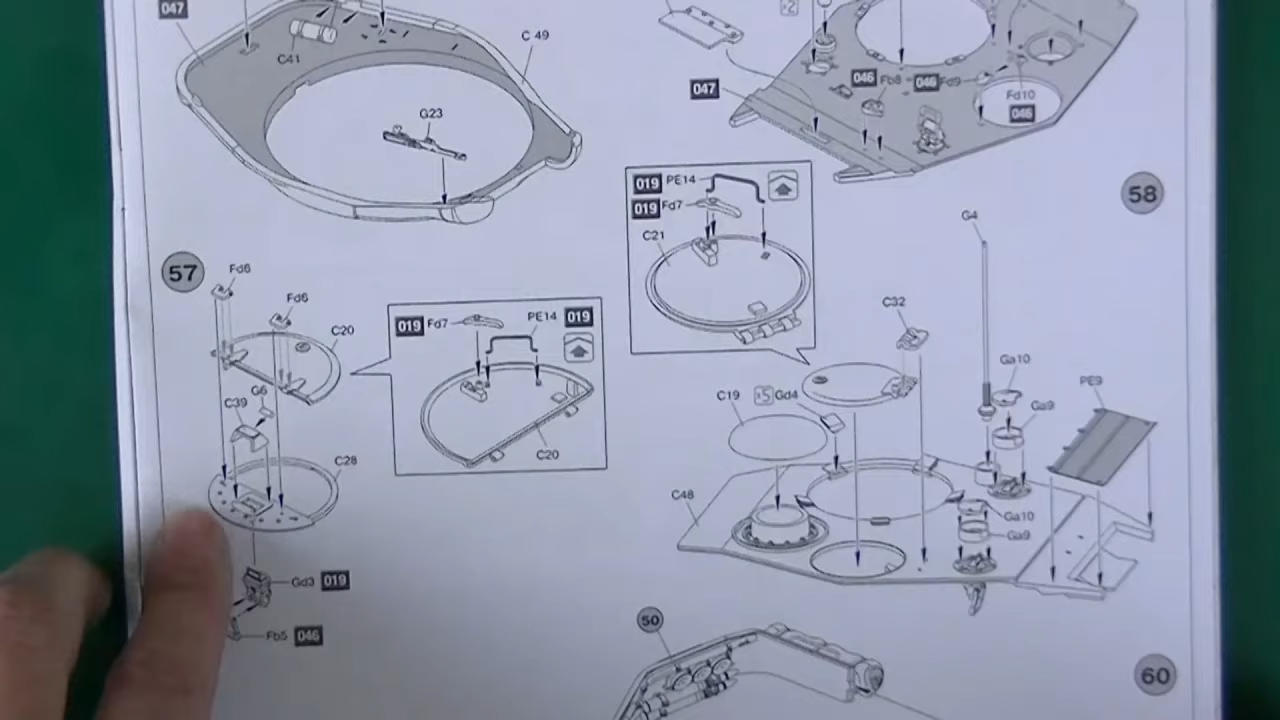 047
C41
C 49
G23
×2
047
046
Fb8
046
Fd9
Fd10
046
57
Fd6
Fd6
C20
G6
C39
C28
Gd3
019
Fb5
046
019
Fd7
PE14
019
C20
58
019
PE14
019
Fd7
C21
G4
C32
Ga10
Ga9
PE9
C19
×5
Gd4
C48
Ga10
Ga9
50
60